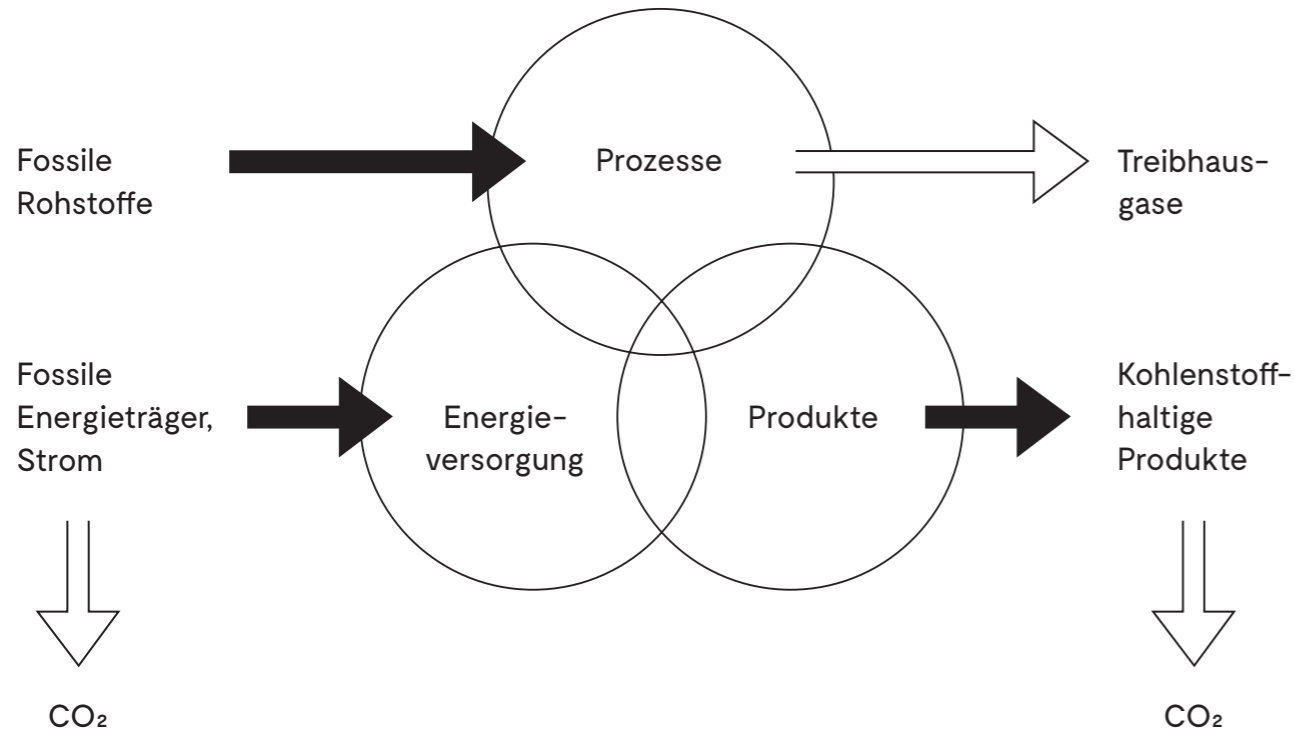 Fossile
Rohstoffe
Prozesse
Treibhaus-
gase
Fossile
Energieträger,
Strom
Energie-
versorgung
Produkte
Kohlenstoff-
haltige
Produkte
CO₂
CO₂